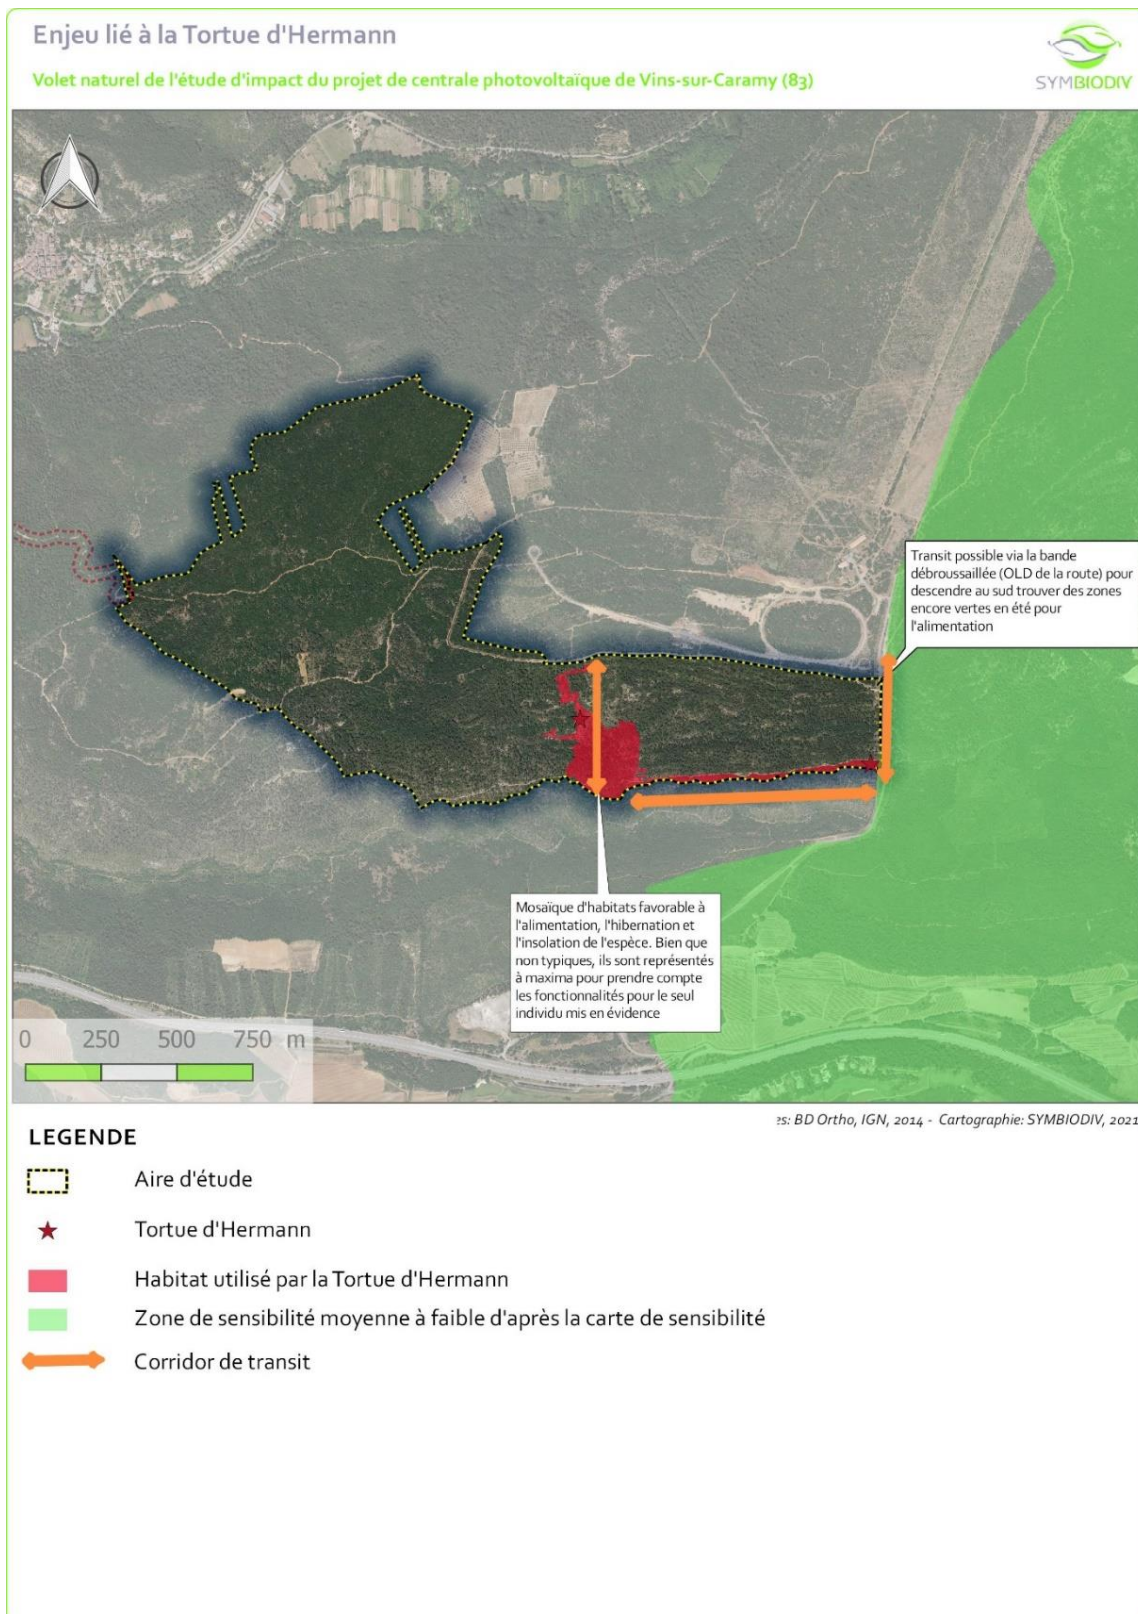 Enjeu lié à la Tortue d'Hermann
Volet naturel de l'étude d'impact du projet de centrale photovoltaïque de Vins-sur-Caramy (83)
SYMBIODIV
Transit possible via la bande
débroussaillée (OLD de la route) pour
descendre au sud trouver des zones
encore vertes en été pour
l'alimentation
Mosaïque d'habitats favorable à
l'alimentation, l'hibernation et
l'insolation de l'espèce. Bien que
non typiques, ils sont représentés
à maxima pour prendre compte
les fonctionnalités pour le seul
individu mis en évidence
0 250 500 750 m
es: BD Ortho, IGN, 2014 - Cartographie: SYMBIODIV, 2021
LEGENDE
Aire d'étude
Tortue d'Hermann
Habitat utilisé par la Tortue d'Hermann
Zone de sensibilité moyenne à faible d'après la carte de sensibilité
Corridor de transit